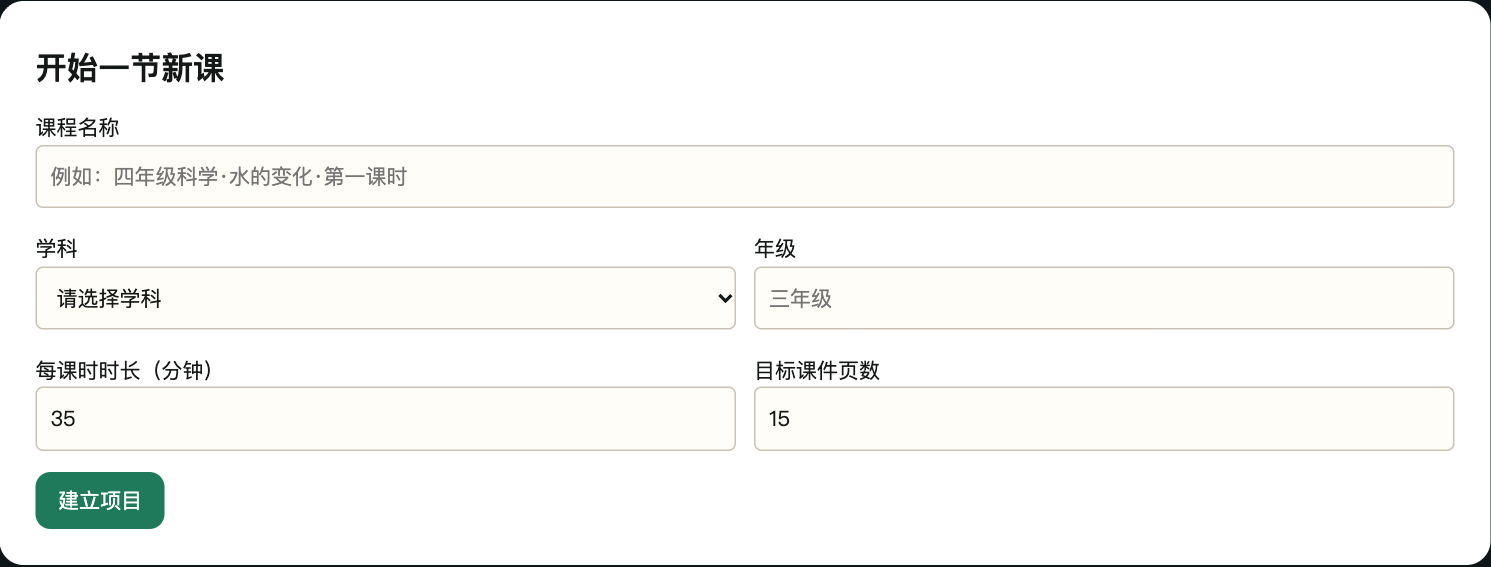 开始一节新课
课程名称
例如：四年级科学·水的变化·第一课时
学科
年级
请选择学科
三年级
每课时时长（分钟）
目标课件页数
35
15
建立项目